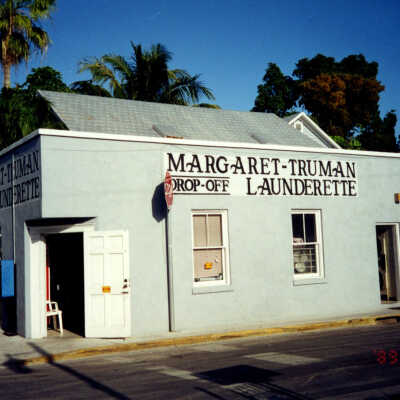 T-TRUMAN
UNDERETTE
MARGARET-TRUMAN
DROP-OFF LAUNDERETTE